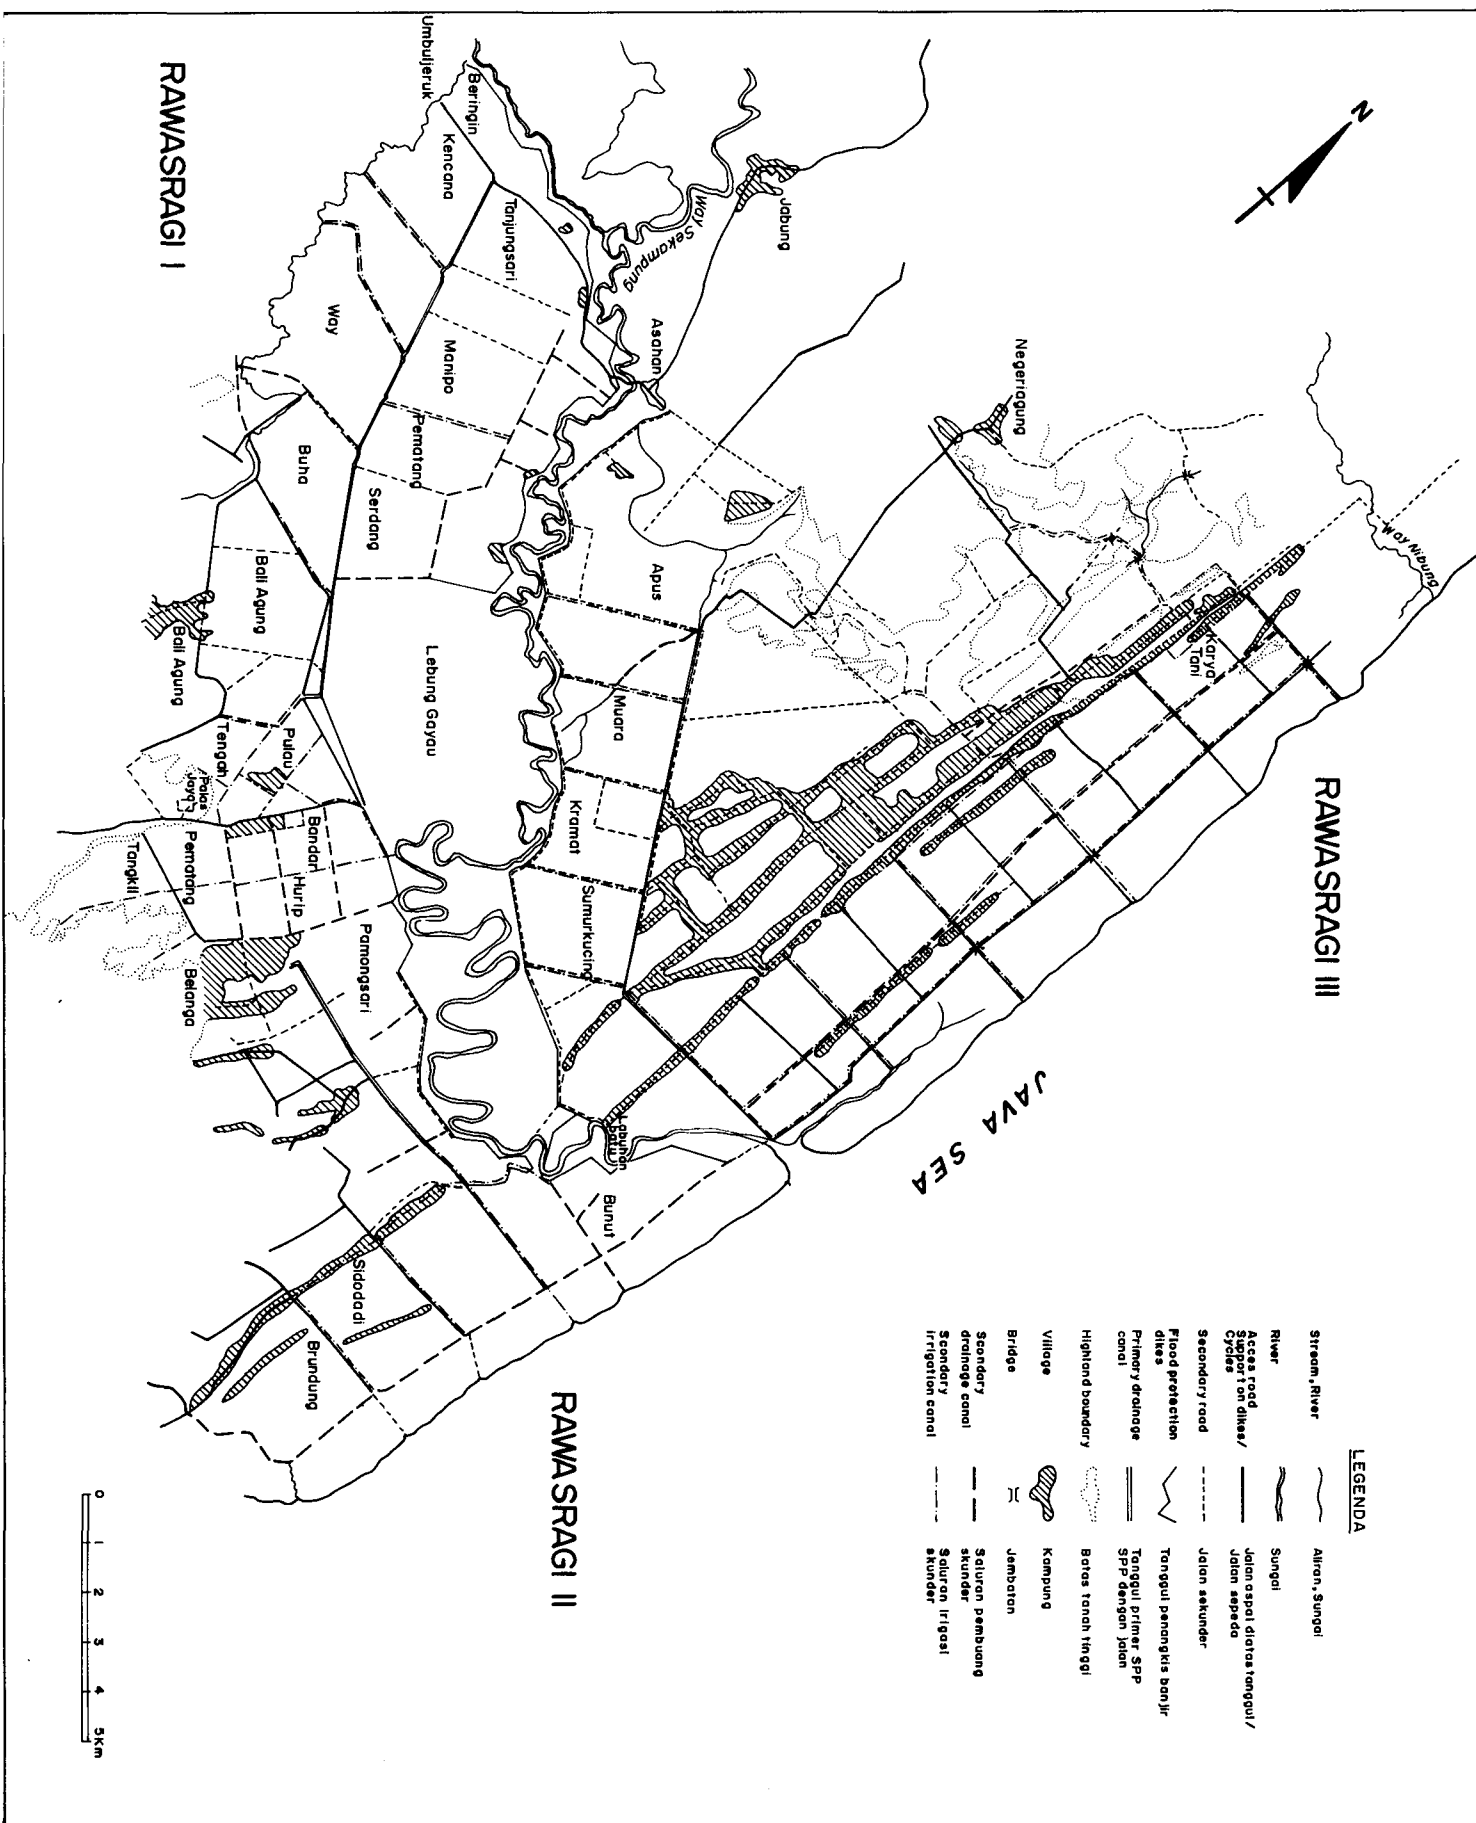 RAWASRAGI I
RAWASRAGI II
RAWASRAGI III
JAVA SEA
N
Umbuljeruk
Beringin
Kencana
Tanjungsari
Way
Manipo
Pematang
Serdang
Buha
Bali Agung
Bali Agung
Lebung Gayau
Way Sekampung
Jabung
Asahan
Negeriagung
Way Nibung
Apus
Muara
Kramat
Sumurkucing
Karya
Tani
Tengah
Pulau
Palas
Jaya
Bandan
Hurip
Pematang
Tangkil
Pamongsari
Belanga
Labuhan
batu
Bunut
Sidodadi
Brundung
LEGENDA
Stream, River
Aliran, Sungai
River
Sungai
Acces road
Support on dikes/
Cycles
Jalan aspal diatas tanggul/
Jalan sepeda
Secondary road
Jalan sekunder
Flood protection
dikes
Tanggul penangkis banjir
Primary drainage
canal
Tanggul primer SPP
SPP dengan jalan
Highland boundary
Batas tanah tinggi
Village
Kampung
Bridge
Jembatan
Scondary
drainage canal
Saluran pembuang
skunder
Scondary
irrigation canal
Saluran irigasi
skunder
0 1 2 3 4 5Km